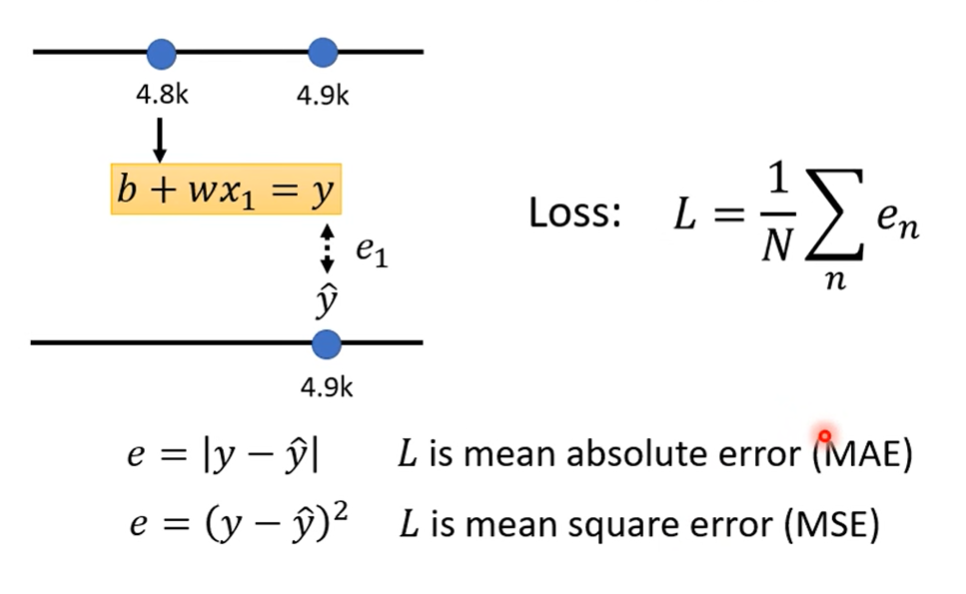 4.8k 4.9k
b + wx₁ = y
e₁
ŷ
4.9k
Loss: L = 1/N ∑ₙ eₙ
e = |y − ŷ| L is mean absolute error (MAE)
e = (y − ŷ)² L is mean square error (MSE)